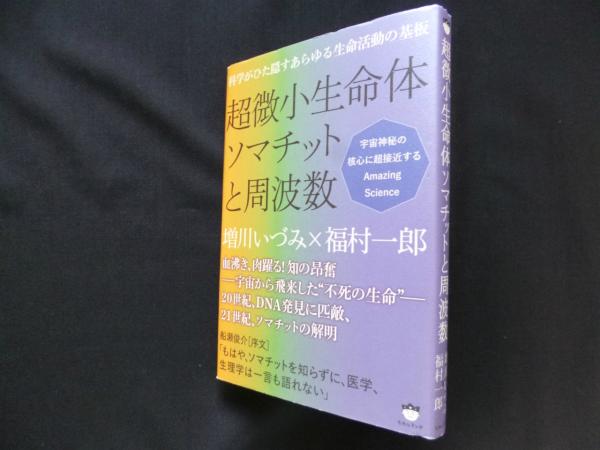 科学がひた隠すあらゆる生命活動の基板
超微小生命体
ソマチット
と周波数
宇宙神秘の
核心に超接近する
Amazing
Science
増川いづみ×福村一郎
血沸き、肉躍る!知の昂奮
──宇宙から飛来した“不死の生命”──
20世紀、DNA発見に匹敵、
21世紀、ソマチットの解明
船瀬俊介[序文]
「もはや、ソマチットを知らずに、医学、
生理学は一言も語れない」
超微小生命体ソマチットと周波数
福村一郎
ヒカルランド